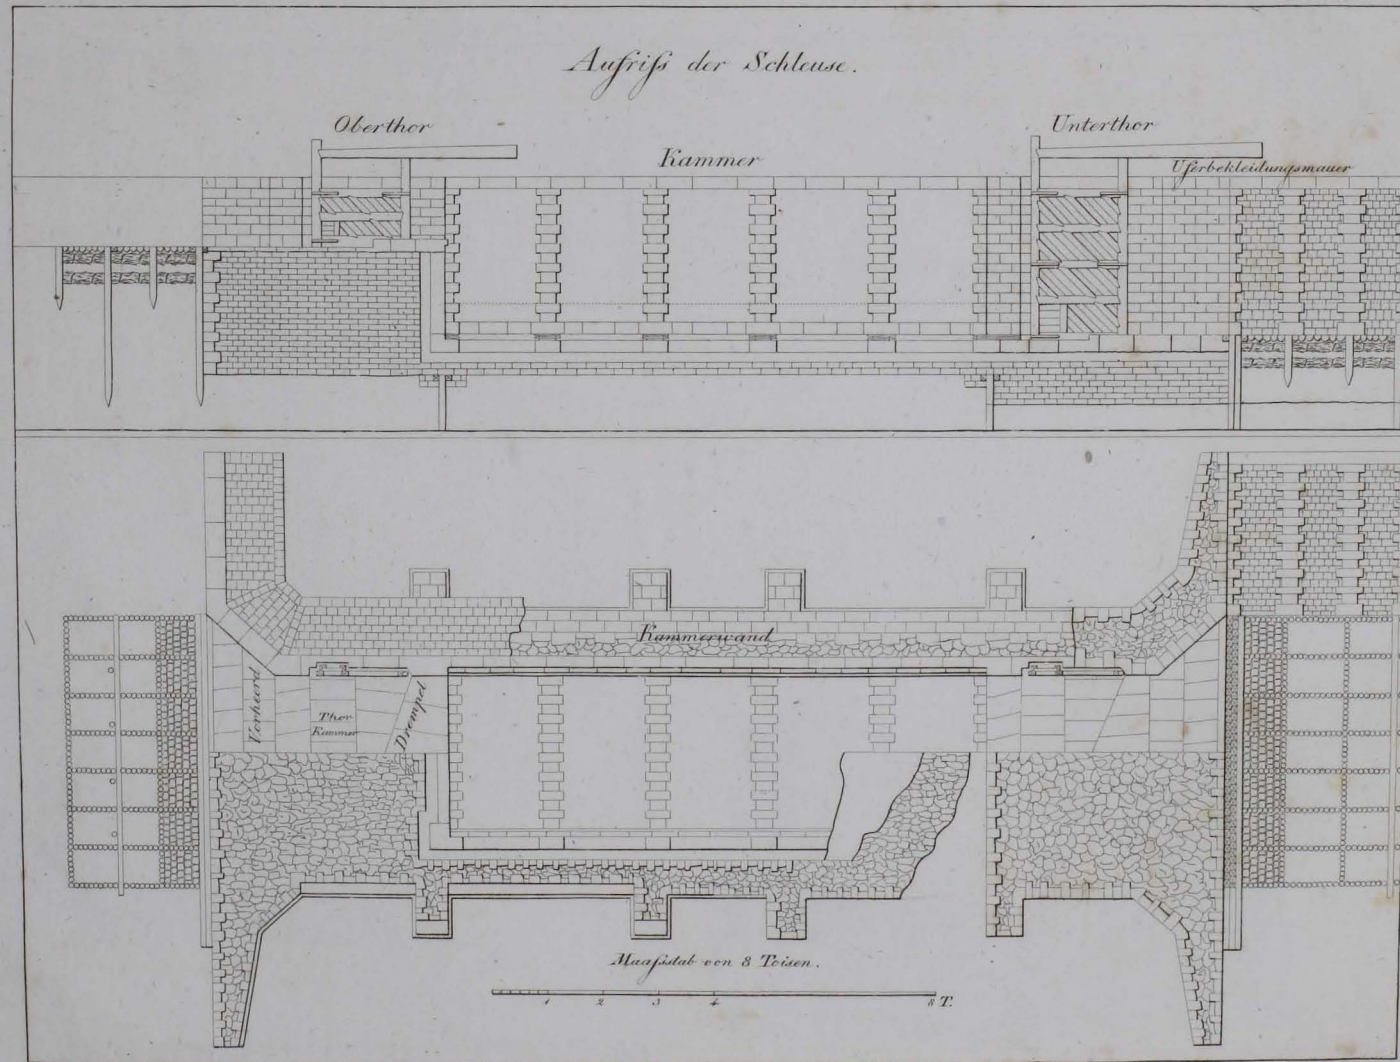 Aufriſs der Schleuse.
Oberthor
Unterthor
Kammer
Uferbekleidungsmauer
Kammerwand
Vorheerd
Thor
Kammer
Drempel
Maaſsstab von 8 Toisen.
1 2 3 4 8 T.